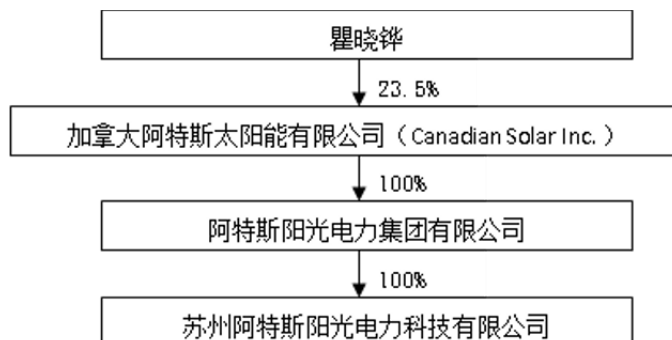 瞿晓铧
23.5%
加拿大阿特斯太阳能有限公司（Canadian Solar Inc.）
100%
阿特斯阳光电力集团有限公司
100%
苏州阿特斯阳光电力科技有限公司